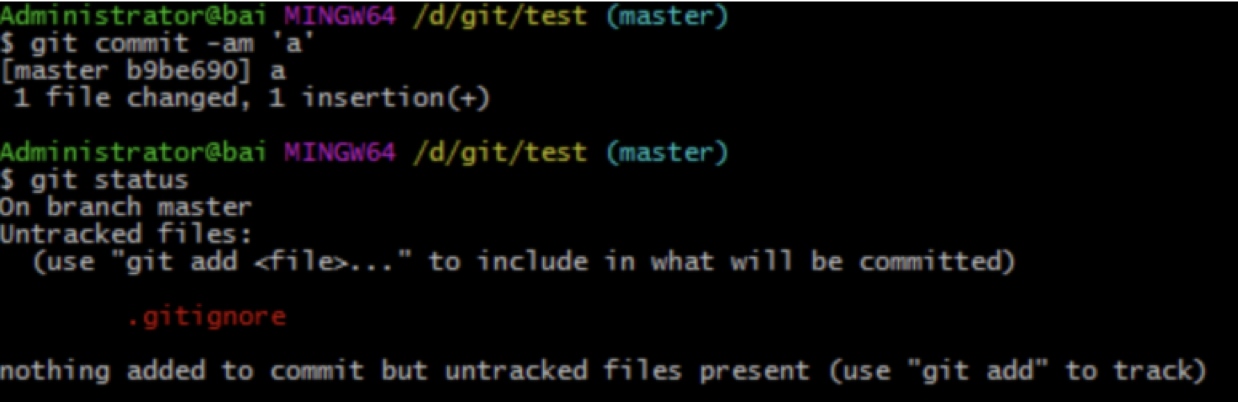 Administrator@bai MINGW64 /d/git/test (master)
$ git commit -am 'a'
[master b9be690] a
 1 file changed, 1 insertion(+)
Administrator@bai MINGW64 /d/git/test (master)
$ git status
On branch master
Untracked files:
  (use "git add <file>..." to include in what will be committed)
        .gitignore
nothing added to commit but untracked files present (use "git add" to track)